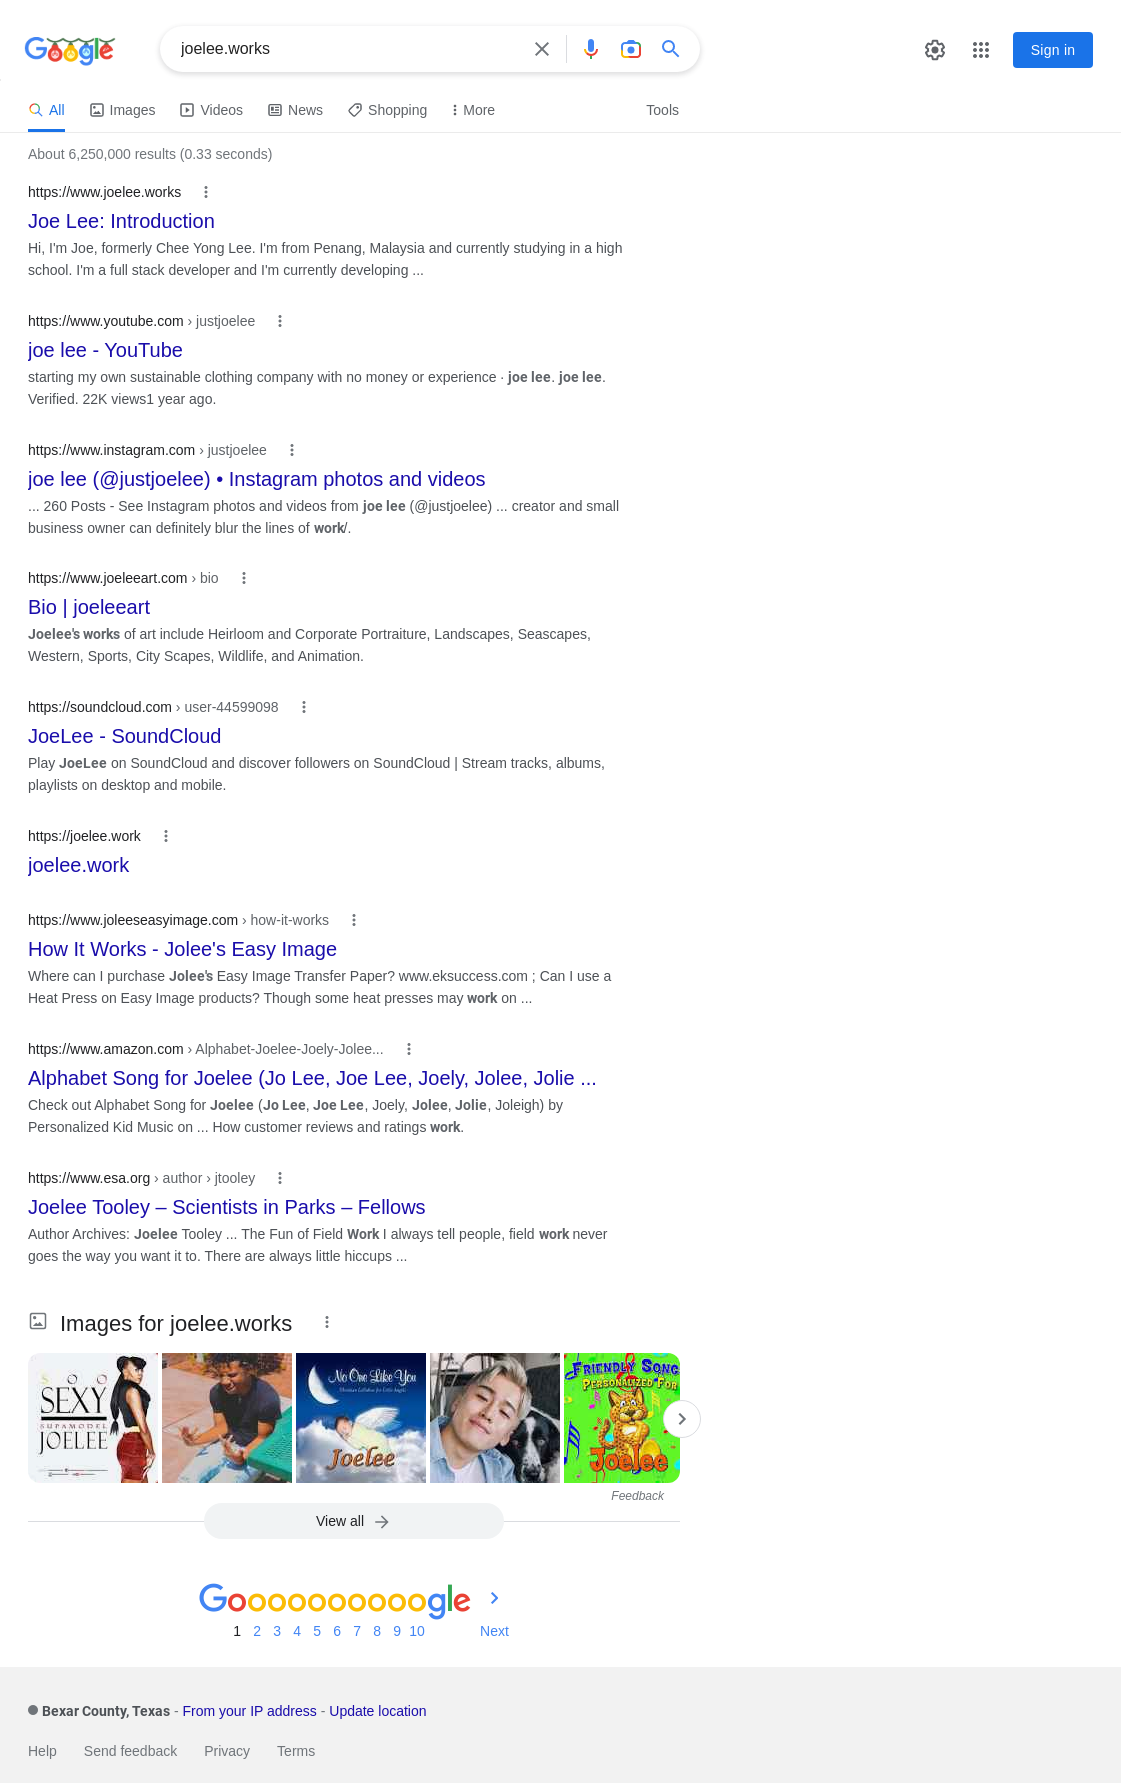 Google
joelee.works
Sign in
All
Images
Videos
News
Shopping
More
Tools
About 6,250,000 results (0.33 seconds)
https://www.joelee.works
Joe Lee: Introduction
Hi, I'm Joe, formerly Chee Yong Lee. I'm from Penang, Malaysia and currently studying in a high
school. I'm a full stack developer and I'm currently developing ...
https://www.youtube.com › justjoelee
joe lee - YouTube
starting my own sustainable clothing company with no money or experience · joe lee. joe lee.
Verified. 22K views1 year ago.
https://www.instagram.com › justjoelee
joe lee (@justjoelee) • Instagram photos and videos
... 260 Posts - See Instagram photos and videos from joe lee (@justjoelee) ... creator and small
business owner can definitely blur the lines of work/.
https://www.joeleeart.com › bio
Bio | joeleeart
Joelee's works of art include Heirloom and Corporate Portraiture, Landscapes, Seascapes,
Western, Sports, City Scapes, Wildlife, and Animation.
https://soundcloud.com › user-44599098
JoeLee - SoundCloud
Play JoeLee on SoundCloud and discover followers on SoundCloud | Stream tracks, albums,
playlists on desktop and mobile.
https://joelee.work
joelee.work
https://www.joleeseasyimage.com › how-it-works
How It Works - Jolee's Easy Image
Where can I purchase Jolee's Easy Image Transfer Paper? www.eksuccess.com ; Can I use a
Heat Press on Easy Image products? Though some heat presses may work on ...
https://www.amazon.com › Alphabet-Joelee-Joely-Jolee...
Alphabet Song for Joelee (Jo Lee, Joe Lee, Joely, Jolee, Jolie ...
Check out Alphabet Song for Joelee (Jo Lee, Joe Lee, Joely, Jolee, Jolie, Joleigh) by
Personalized Kid Music on ... How customer reviews and ratings work.
https://www.esa.org › author › jtooley
Joelee Tooley – Scientists in Parks – Fellows
Author Archives: Joelee Tooley ... The Fun of Field Work I always tell people, field work never
goes the way you want it to. There are always little hiccups ...
Images for joelee.works
SOO
SEXY
SUPAMODEL
JOELEE
No One Like You
Christian Lullabies for Little Angels
Joelee
FRIENDLY SONG
PERSONALIZED FOR
Joelee
Feedback
View all
Goooooooooogle
1 2 3 4 5 6 7 8 9 10 Next
Bexar County, Texas - From your IP address - Update location
Help Send feedback Privacy Terms